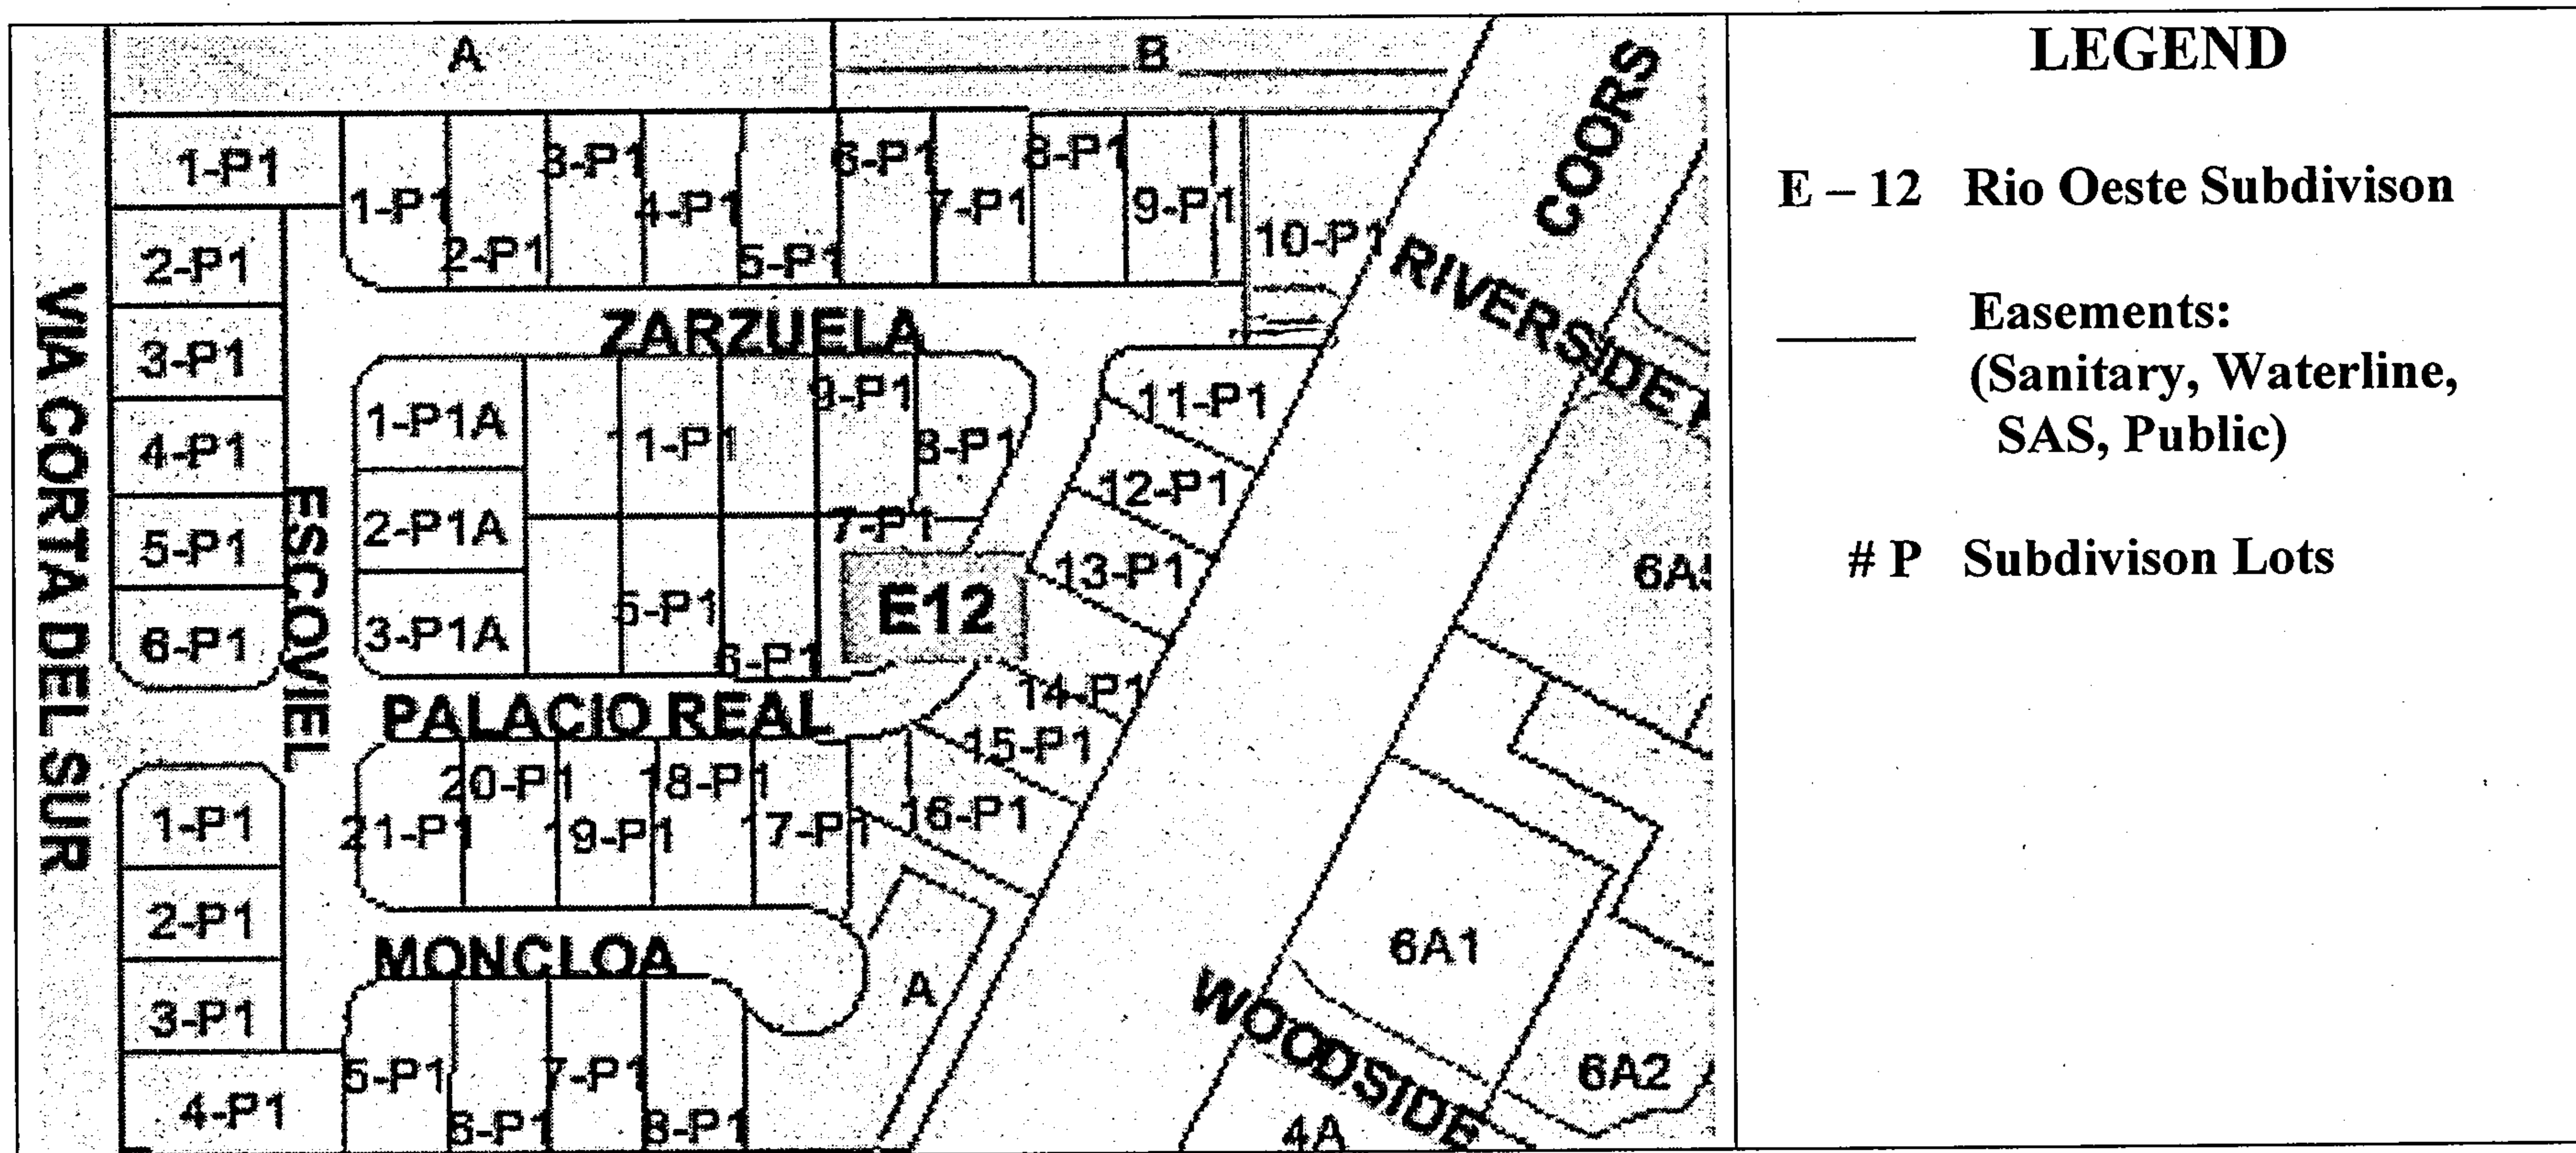 A
B
COORS
1-P1
1-P1
2-P1
3-P1
4-P1
5-P1
6-P1
7-P1
8-P1
9-P1
10-P1
RIVERSIDE
2-P1
3-P1
4-P1
5-P1
6-P1
VIA CORTA DEL SUR
ESCOVIEL
ZARZUELA
1-P1A
2-P1A
3-P1A
11-P1
9-P1
8-P1
7-P1
5-P1
6-P1
E12
11-P1
12-P1
13-P1
14-P1
15-P1
16-P1
PALACIO REAL
21-P1
20-P1
19-P1
18-P1
17-P1
1-P1
2-P1
3-P1
4-P1
MONCLOA
5-P1
6-P1
7-P1
8-P1
A
6A1
6A2
WOODSIDE
4A
LEGEND
E – 12 Rio Oeste Subdivison
Easements:
(Sanitary, Waterline,
SAS, Public)
# P Subdivison Lots